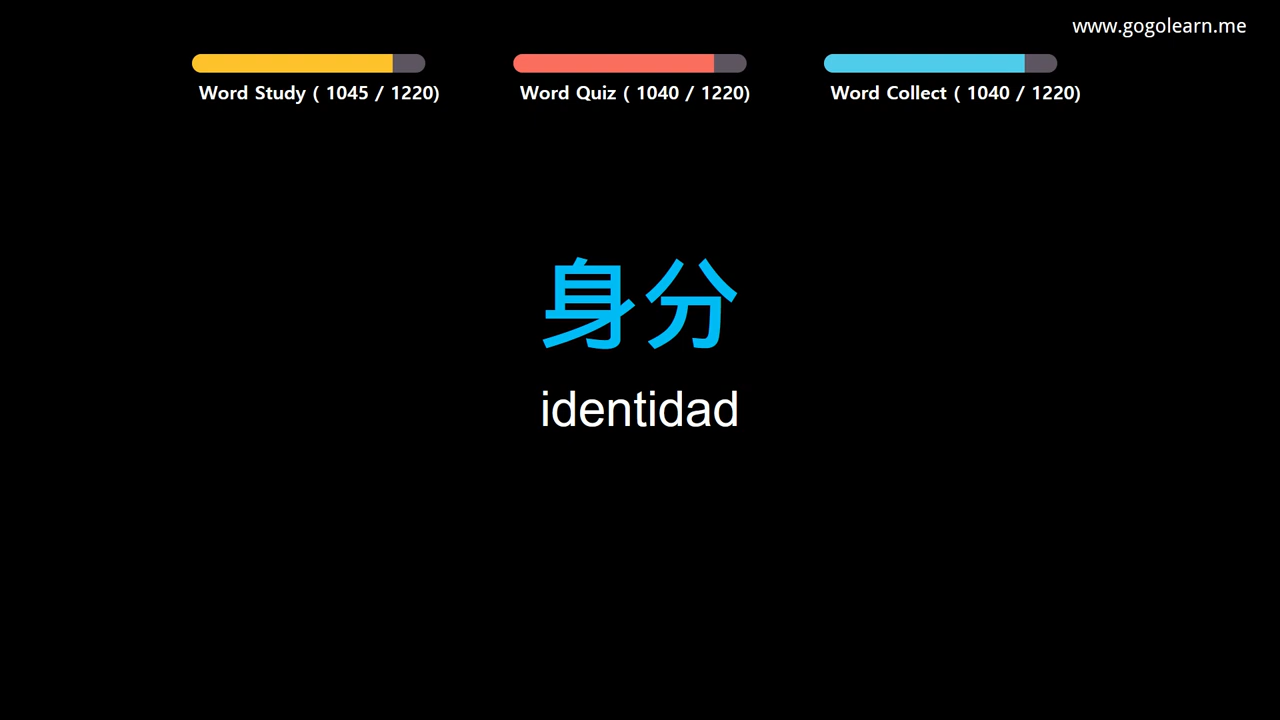 www.gogolearn.me
Word Study ( 1045 / 1220)
Word Quiz ( 1040 / 1220)
Word Collect ( 1040 / 1220)
身分
identidad